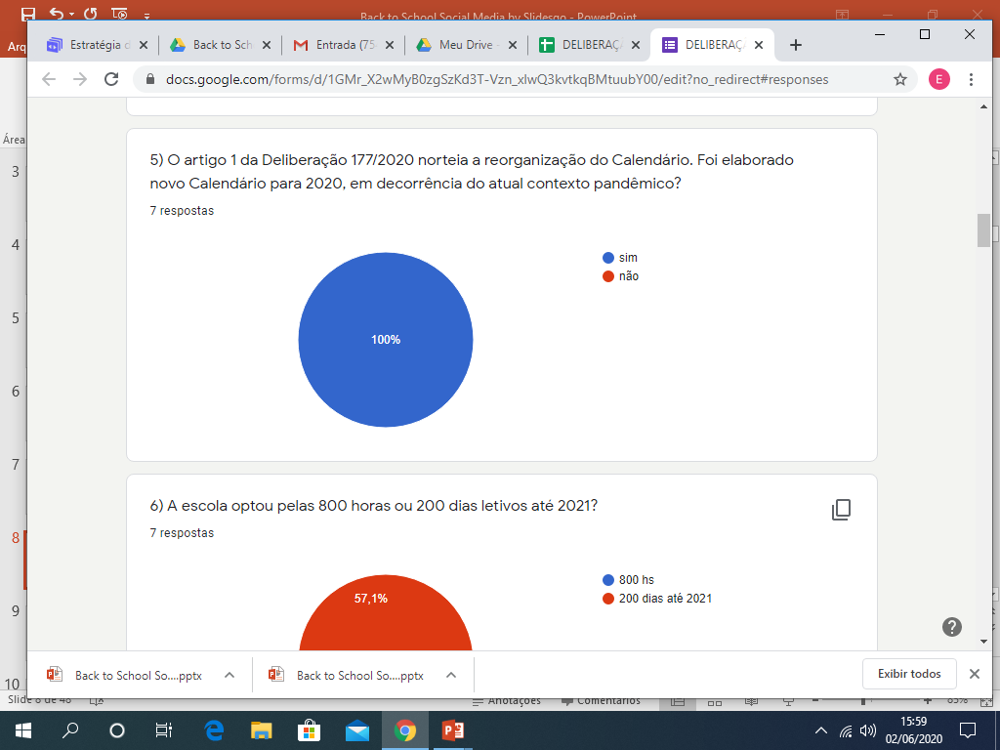 Back to School Social Media by Slidesgo - PowerPoint
Arq
Estratégia d
Back to Sch
Entrada (75
Meu Drive -
DELIBERAÇ
DELIBERAÇ
docs.google.com/forms/d/1GMr_X2wMyB0zgSzKd3T-Vzn_xlwQ3kvtkqBMtuubY00/edit?no_redirect#responses
E
Área
5) O artigo 1 da Deliberação 177/2020 norteia a reorganização do Calendário. Foi elaborado
novo Calendário para 2020, em decorrência do atual contexto pandêmico?
7 respostas
sim
não
100%
6) A escola optou pelas 800 horas ou 200 dias letivos até 2021?
7 respostas
800 hs
200 dias até 2021
57,1%
3
4
5
6
7
8
9
10
Back to School So....pptx
Back to School So....pptx
Exibir todos
Slide 8 de 48
Anotações
Comentários
85%
15:59
02/06/2020